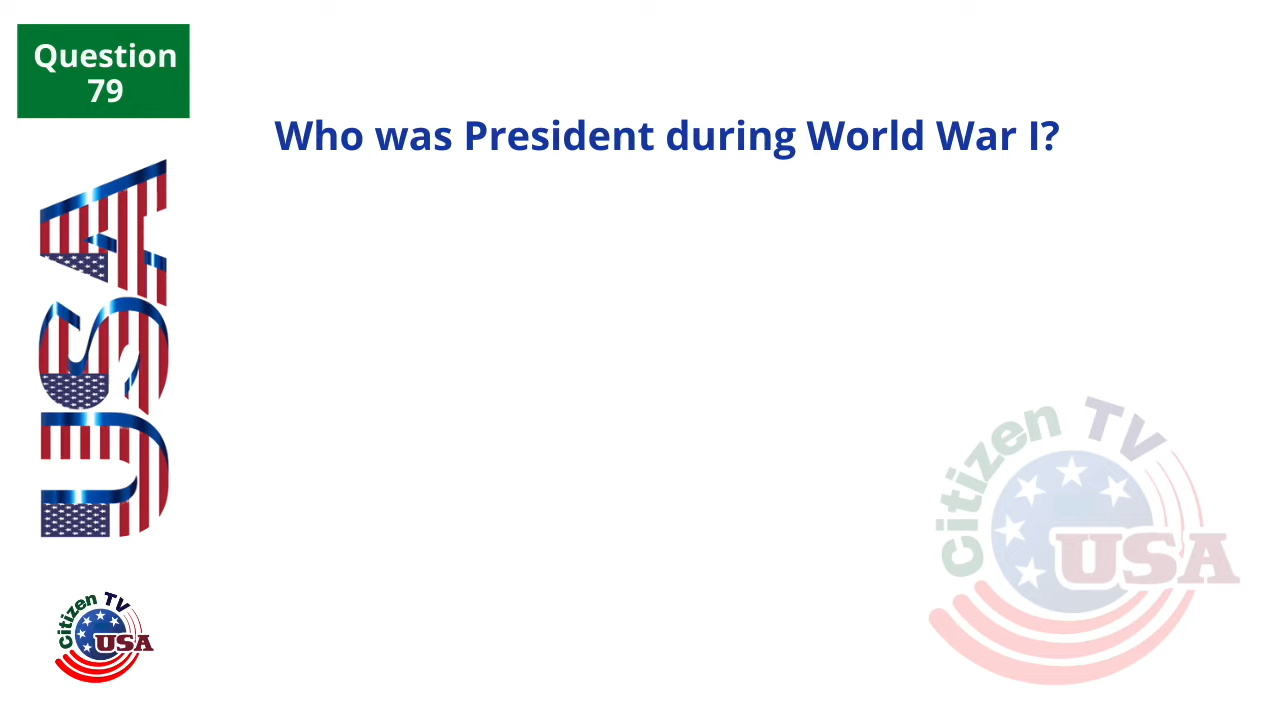 Question
79
Who was President during World War I?
USA
Citizen TV
USA
Citizen TV
USA